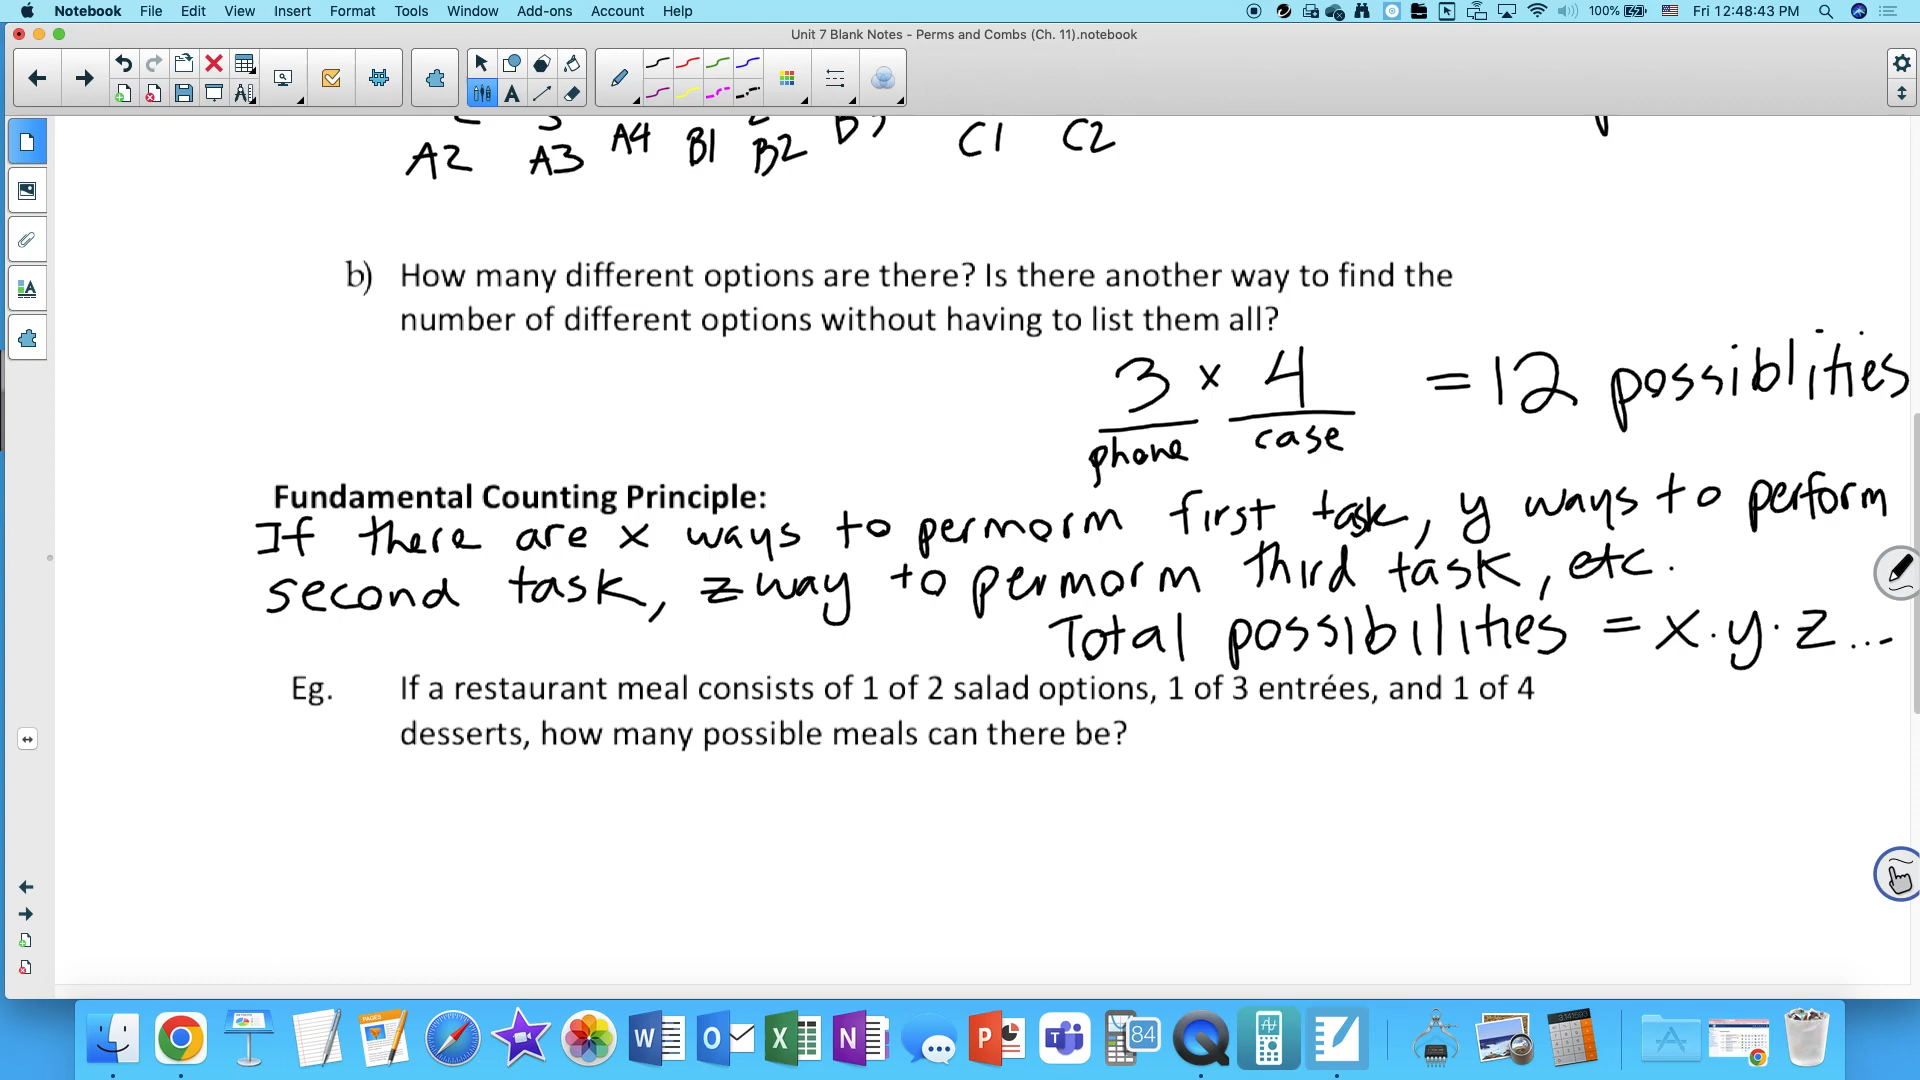 Notebook File Edit View Insert Format Tools Window Add-ons Account Help 100% Fri 12:48:43 PM
Unit 7 Blank Notes - Perms and Combs (Ch. 11).notebook
A2 A3 A4 B1 B2 C1 C2
b) How many different options are there? Is there another way to find the
number of different options without having to list them all?
3 x 4 = 12 possiblities
phone case
Fundamental Counting Principle:
If there are x ways to permorm first task, y ways to perform
second task, z way to permorm third task, etc.
Total possibilities = x·y·z...
Eg. If a restaurant meal consists of 1 of 2 salad options, 1 of 3 entrées, and 1 of 4
desserts, how many possible meals can there be?